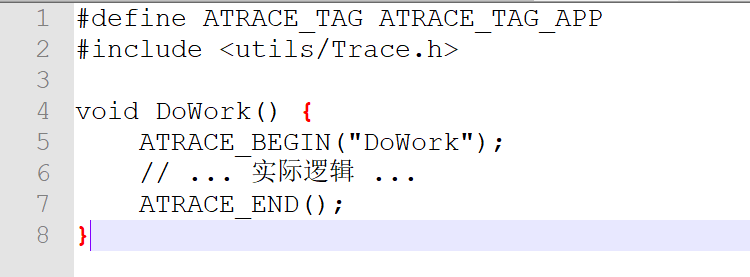 1 #define ATRACE_TAG ATRACE_TAG_APP
2 #include <utils/Trace.h>
3
4 void DoWork() {
5     ATRACE_BEGIN("DoWork");
6     // ... 实际逻辑 ...
7     ATRACE_END();
8 }